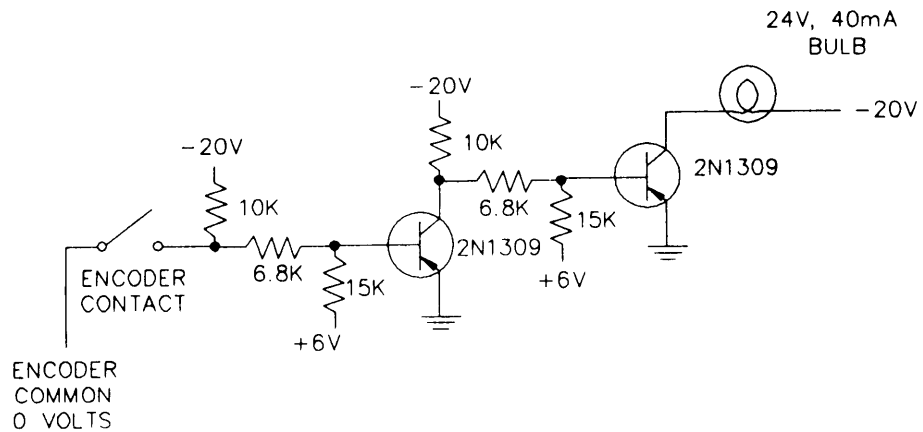 24V, 40mA
BULB
-20V
-20V
10K
2N1309
6.8K
15K
+6V
-20V
10K
2N1309
6.8K
15K
+6V
ENCODER
CONTACT
ENCODER
COMMON
0 VOLTS